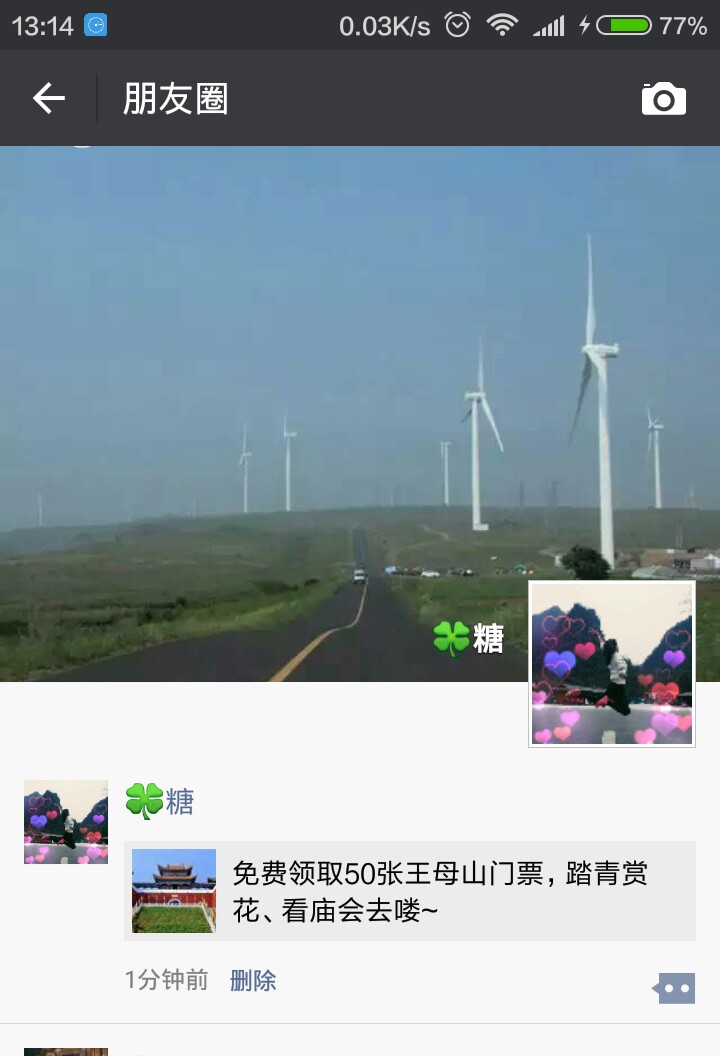 13:14 0.03K/s 77%
朋友圈
🍀糖
🍀糖
免费领取50张王母山门票，踏青赏
花、看庙会去喽~
1分钟前 删除